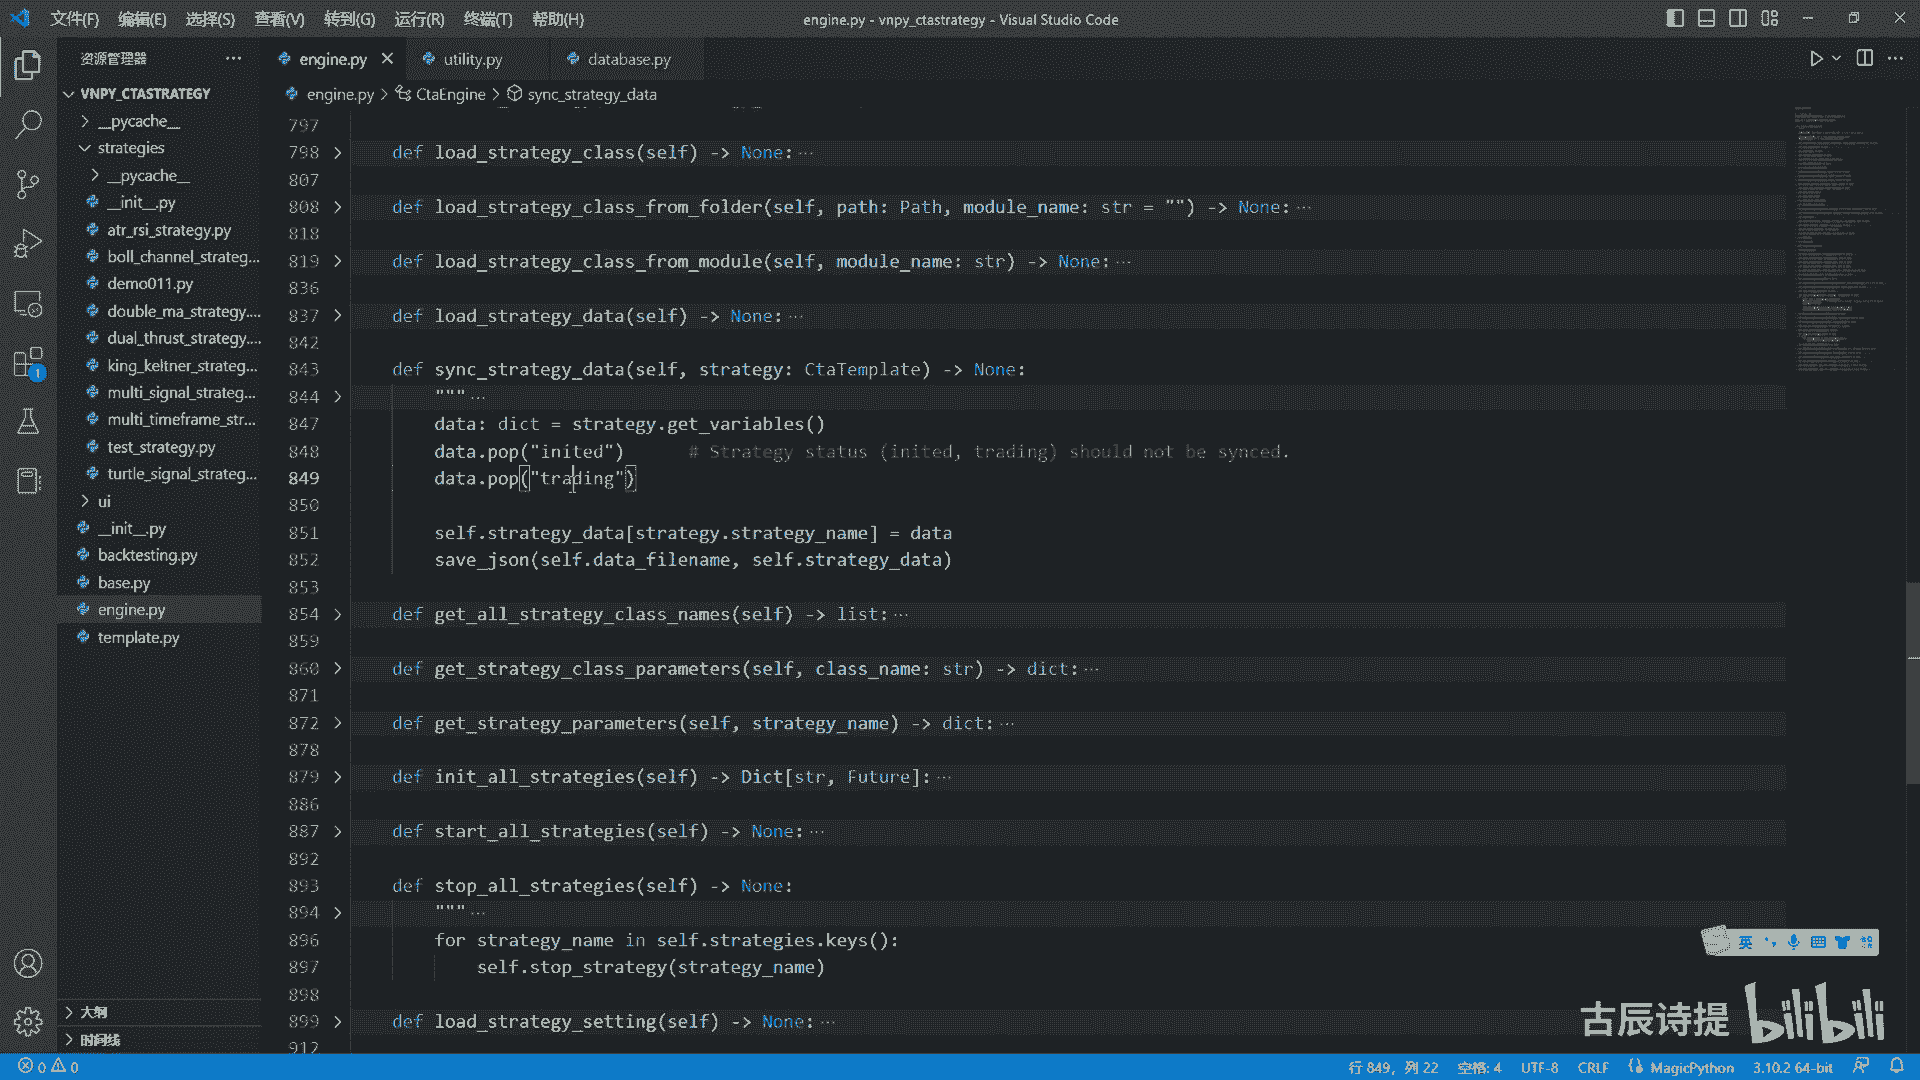 文件(F) 编辑(E) 选择(S) 查看(V) 转到(G) 运行(R) 终端(T) 帮助(H)
engine.py - vnpy_ctastrategy - Visual Studio Code
资源管理器
VNPY_CTASTRATEGY
__pycache__
strategies
__pycache__
__init__.py
atr_rsi_strategy.py
boll_channel_strateg...
demo011.py
double_ma_strategy....
dual_thrust_strategy....
king_keltner_strateg...
multi_signal_strateg...
multi_timeframe_str...
test_strategy.py
turtle_signal_strateg...
ui
__init__.py
backtesting.py
base.py
engine.py
template.py
大纲
时间线
1
engine.py utility.py database.py
engine.py > CtaEngine > sync_strategy_data
797
798 def load_strategy_class(self) -> None:···
807
808 def load_strategy_class_from_folder(self, path: Path, module_name: str = "") -> None:···
818
819 def load_strategy_class_from_module(self, module_name: str) -> None:···
836
837 def load_strategy_data(self) -> None:···
842
843 def sync_strategy_data(self, strategy: CtaTemplate) -> None:
844 """···
847 data: dict = strategy.get_variables()
848 data.pop("inited") # Strategy status (inited, trading) should not be synced.
849 data.pop("trading")
850
851 self.strategy_data[strategy.strategy_name] = data
852 save_json(self.data_filename, self.strategy_data)
853
854 def get_all_strategy_class_names(self) -> list:···
859
860 def get_strategy_class_parameters(self, class_name: str) -> dict:···
871
872 def get_strategy_parameters(self, strategy_name) -> dict:···
878
879 def init_all_strategies(self) -> Dict[str, Future]:···
886
887 def start_all_strategies(self) -> None:···
892
893 def stop_all_strategies(self) -> None:
894 """···
896 for strategy_name in self.strategies.keys():
897 self.stop_strategy(strategy_name)
898
899 def load_strategy_setting(self) -> None:···
912
英
古辰诗提 bilibili
0 0
行 849，列 22 空格: 4 UTF-8 CRLF MagicPython 3.10.2 64-bit